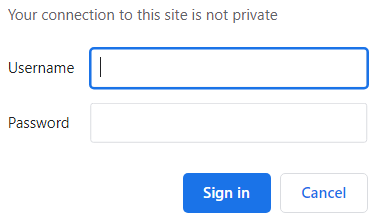 Your connection to this site is not private
Username
Password
Sign in Cancel